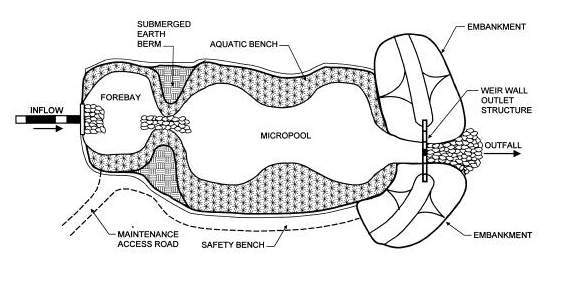 SUBMERGED
EARTH
BERM
AQUATIC BENCH
EMBANKMENT
FOREBAY
WEIR WALL
OUTLET
STRUCTURE
INFLOW
MICROPOOL
OUTFALL
MAINTENANCE
ACCESS ROAD
SAFETY BENCH
EMBANKMENT